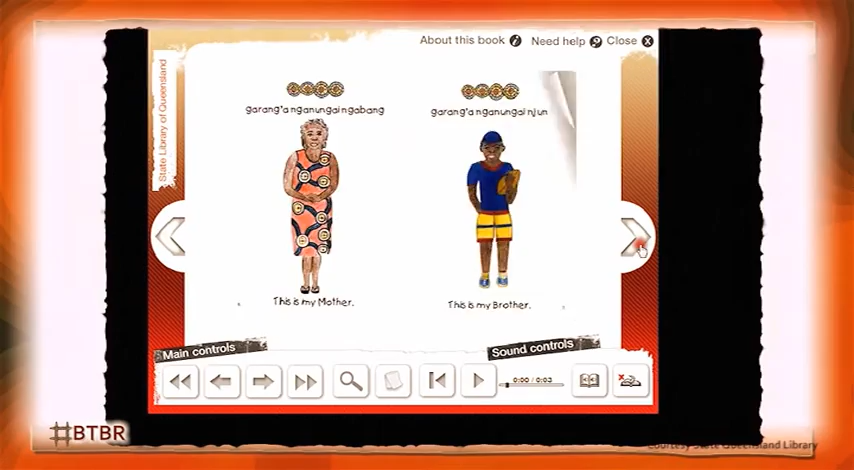 About this book
Need help
Close
State Library of Queensland
garang'a nganungai ngabang
garang'a nganungai njun
This is my Mother.
This is my Brother.
Main controls
Sound controls
0:00 / 0:03
#BTBR
Courtesy State Queensland Library